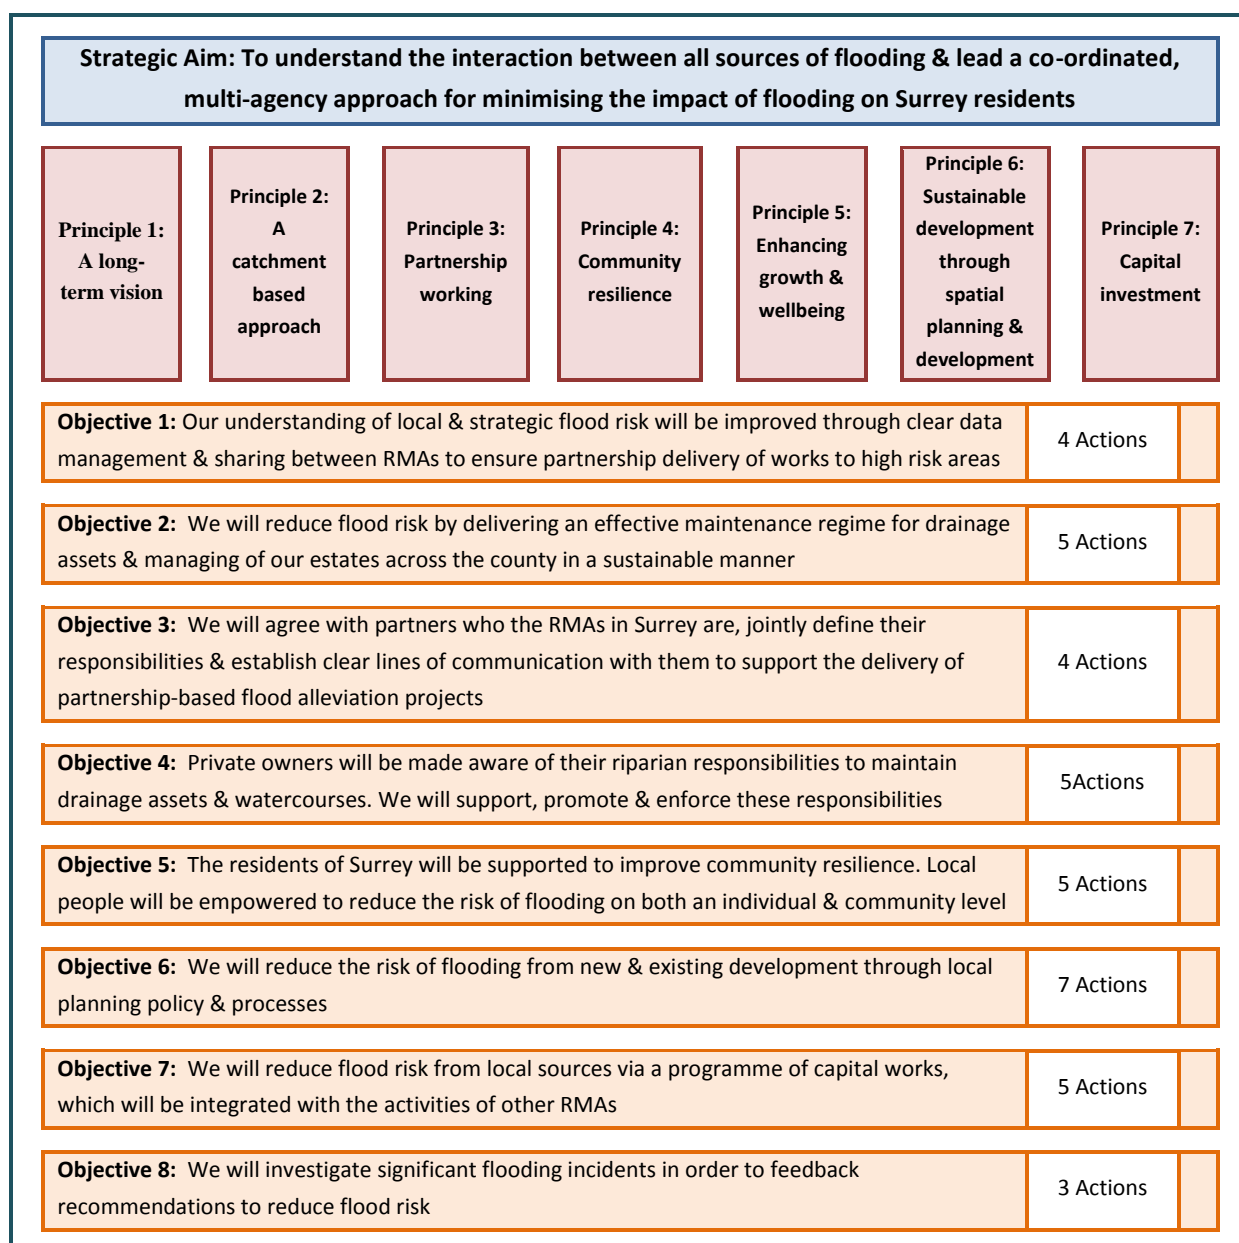 Strategic Aim: To understand the interaction between all sources of flooding & lead a co-ordinated,
multi-agency approach for minimising the impact of flooding on Surrey residents
Principle 1:
A long-
term vision
Principle 2:
A
catchment
based
approach
Principle 3:
Partnership
working
Principle 4:
Community
resilience
Principle 5:
Enhancing
growth &
wellbeing
Principle 6:
Sustainable
development
through
spatial
planning &
development
Principle 7:
Capital
investment
Objective 1: Our understanding of local & strategic flood risk will be improved through clear data
management & sharing between RMAs to ensure partnership delivery of works to high risk areas
4 Actions
Objective 2: We will reduce flood risk by delivering an effective maintenance regime for drainage
assets & managing of our estates across the county in a sustainable manner
5 Actions
Objective 3: We will agree with partners who the RMAs in Surrey are, jointly define their
responsibilities & establish clear lines of communication with them to support the delivery of
partnership-based flood alleviation projects
4 Actions
Objective 4: Private owners will be made aware of their riparian responsibilities to maintain
drainage assets & watercourses. We will support, promote & enforce these responsibilities
5Actions
Objective 5: The residents of Surrey will be supported to improve community resilience. Local
people will be empowered to reduce the risk of flooding on both an individual & community level
5 Actions
Objective 6: We will reduce the risk of flooding from new & existing development through local
planning policy & processes
7 Actions
Objective 7: We will reduce flood risk from local sources via a programme of capital works,
which will be integrated with the activities of other RMAs
5 Actions
Objective 8: We will investigate significant flooding incidents in order to feedback
recommendations to reduce flood risk
3 Actions